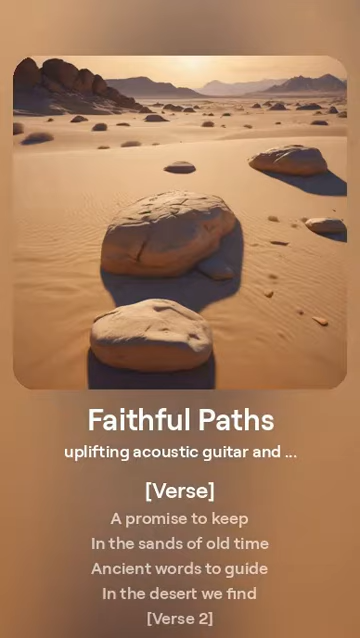 Faithful Paths
uplifting acoustic guitar and ...
[Verse]
A promise to keep
In the sands of old time
Ancient words to guide
In the desert we find
[Verse 2]